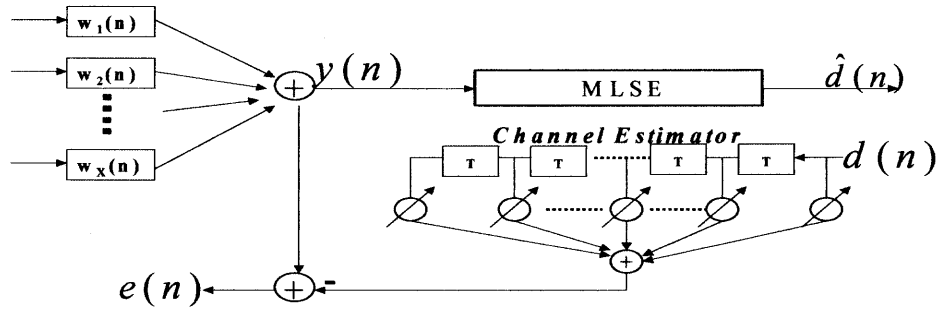 w₁(n)
w₂(n)
wₓ(n)
+
y(n)
MLSE
d̂(n)
Channel Estimator
T T T T
d(n)
+
e(n)
+
-